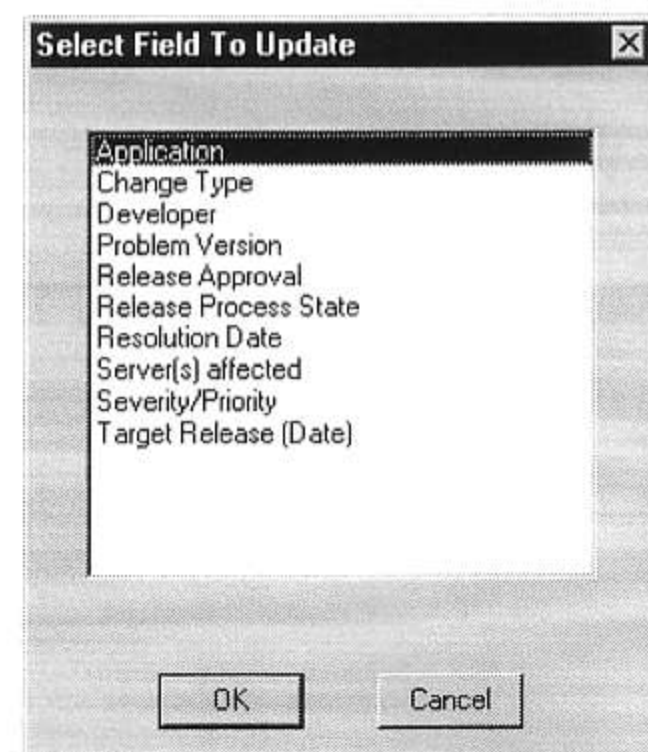 Select Field To Update
Application
Change Type
Developer
Problem Version
Release Approval
Release Process State
Resolution Date
Server(s) affected
Severity/Priority
Target Release (Date)
OK
Cancel